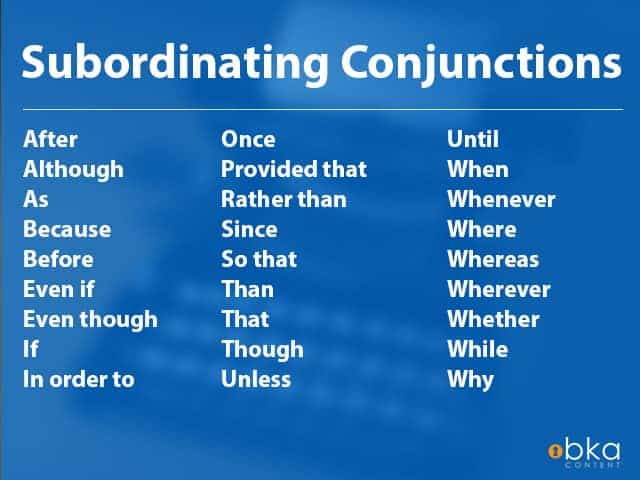 Subordinating Conjunctions
After
Although
As
Because
Before
Even if
Even though
If
In order to
Once
Provided that
Rather than
Since
So that
Than
That
Though
Unless
Until
When
Whenever
Where
Whereas
Wherever
Whether
While
Why
bka
CONTENT